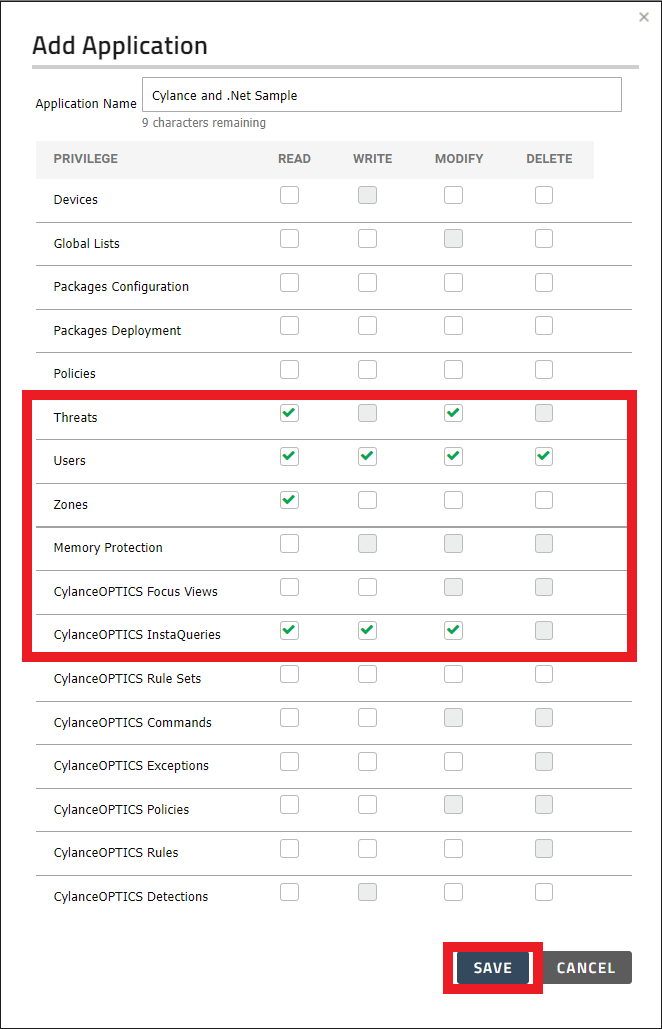 ×
Add Application
Application Name Cylance and .Net Sample
9 characters remaining
PRIVILEGE READ WRITE MODIFY DELETE
Devices
Global Lists
Packages Configuration
Packages Deployment
Policies
Threats
Users
Zones
Memory Protection
CylanceOPTICS Focus Views
CylanceOPTICS InstaQueries
CylanceOPTICS Rule Sets
CylanceOPTICS Commands
CylanceOPTICS Exceptions
CylanceOPTICS Policies
CylanceOPTICS Rules
CylanceOPTICS Detections
SAVE CANCEL